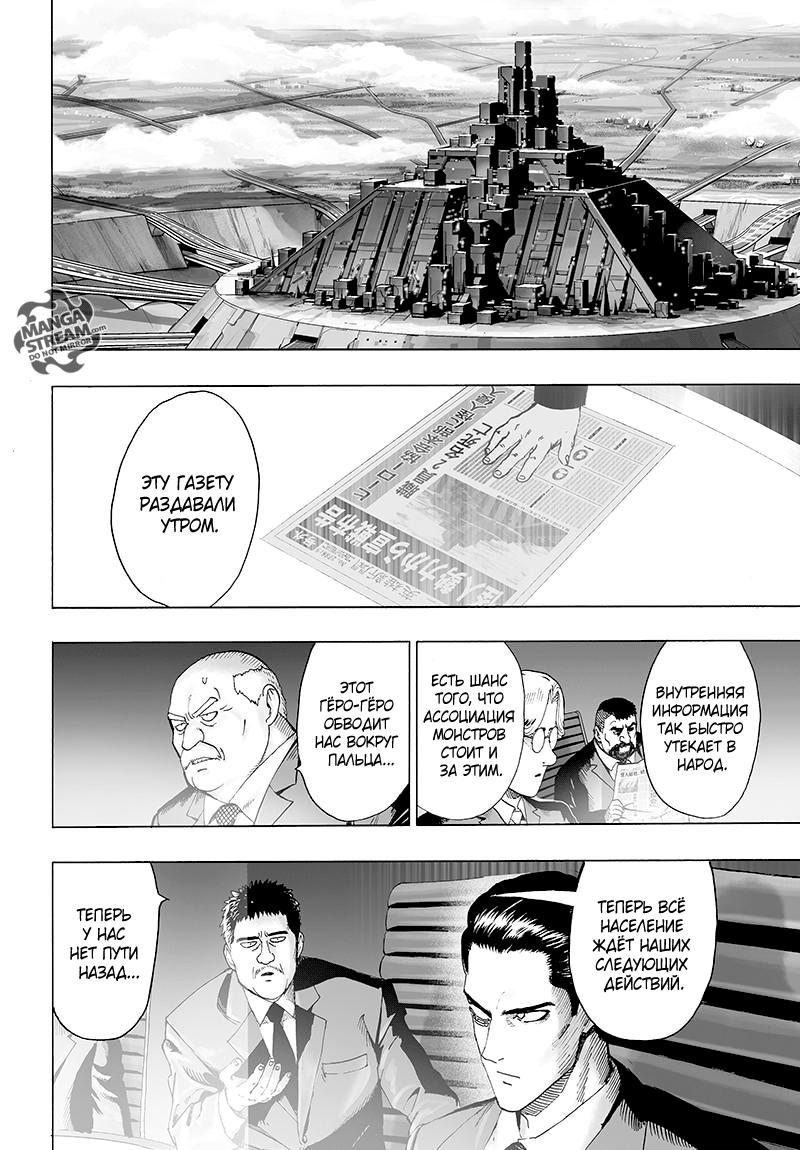 MANGA
STREAM.com
DO NOT MIRROR
ЭТУ ГАЗЕТУ
РАЗДАВАЛИ
УТРОМ.
ВНУТРЕННЯЯ
ИНФОРМАЦИЯ
ТАК БЫСТРО
УТЕКАЕТ В
НАРОД.
ЕСТЬ ШАНС
ТОГО, ЧТО
АССОЦИАЦИЯ
МОНСТРОВ
СТОИТ И
ЗА ЭТИМ.
ЭТОТ
ГЁРО-ГЁРО
ОБВОДИТ
НАС ВОКРУГ
ПАЛЬЦА...
ТЕПЕРЬ ВСЁ
НАСЕЛЕНИЕ
ЖДЁТ НАШИХ
СЛЕДУЮЩИХ
ДЕЙСТВИЙ.
ТЕПЕРЬ
У НАС
НЕТ ПУТИ
НАЗАД...